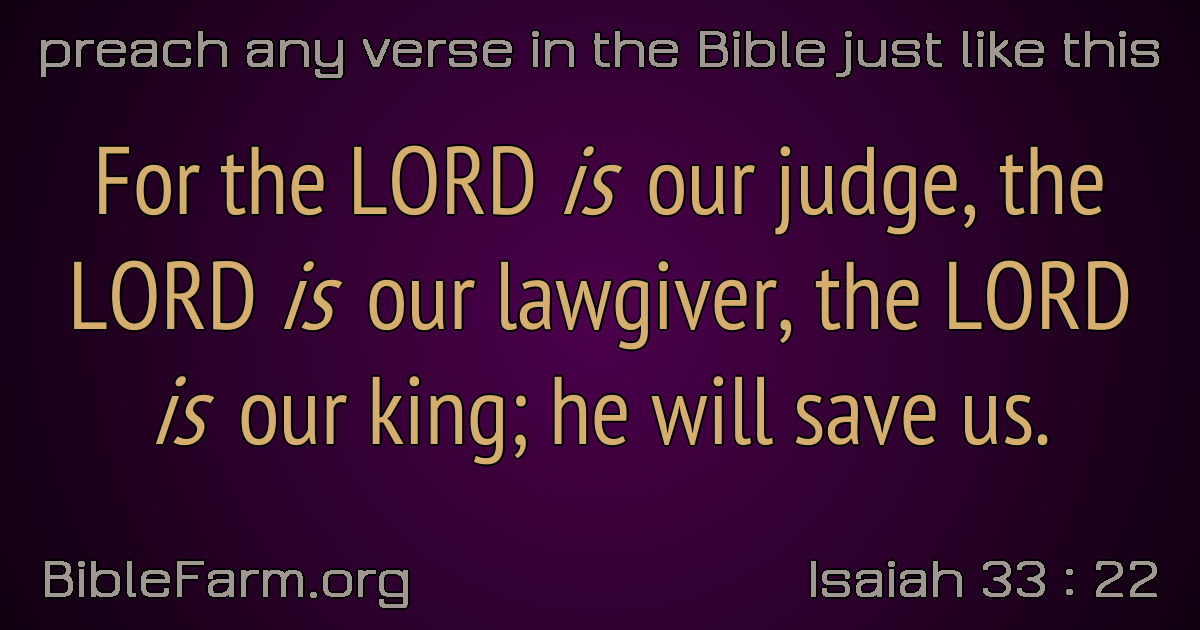 preach any verse in the Bible just like this
For the LORD is our judge, the
LORD is our lawgiver, the LORD
is our king; he will save us.
BibleFarm.org
Isaiah 33 : 22